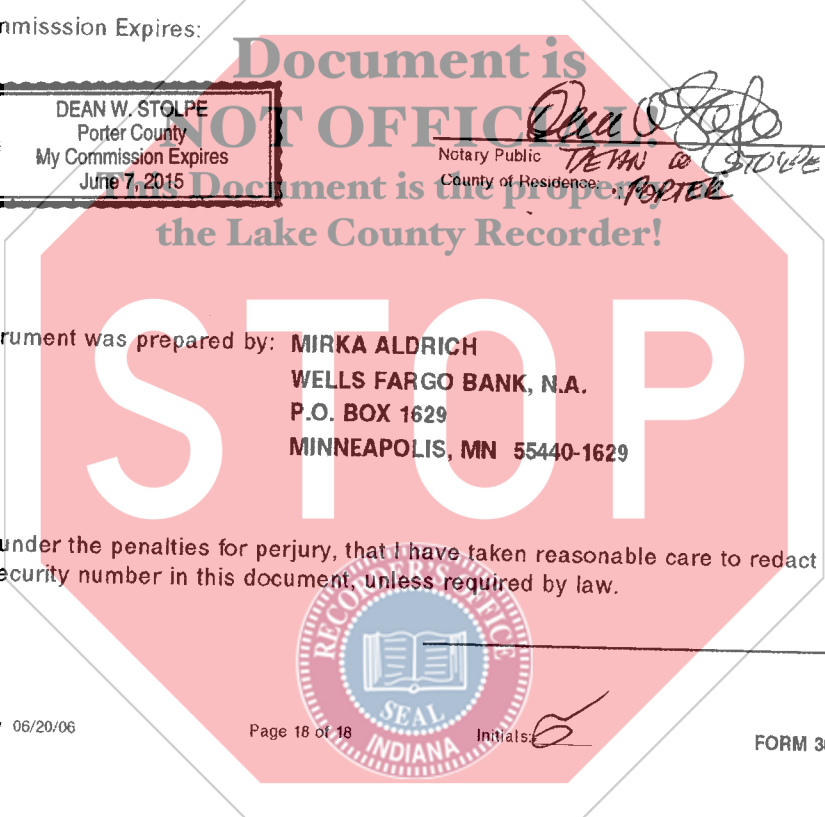 mmisssion Expires:
Document is
NOT OFFICIAL!
This Document is the property
the Lake County Recorder!
DEAN W. STOLPE
Porter County
My Commission Expires
June 7, 2015
Notary Public STOLPE
County of Residence: PORTER
STOP
rument was prepared by: MIRKA ALDRICH
WELLS FARGO BANK, N.A.
P.O. BOX 1629
MINNEAPOLIS, MN 55440-1629
under the penalties for perjury, that I have taken reasonable care to redact
ecurity number in this document, unless required by law.
RECORDER'S OFFICE
SEAL
INDIANA
06/20/06
Page 18 of 18
Initials:
FORM 3